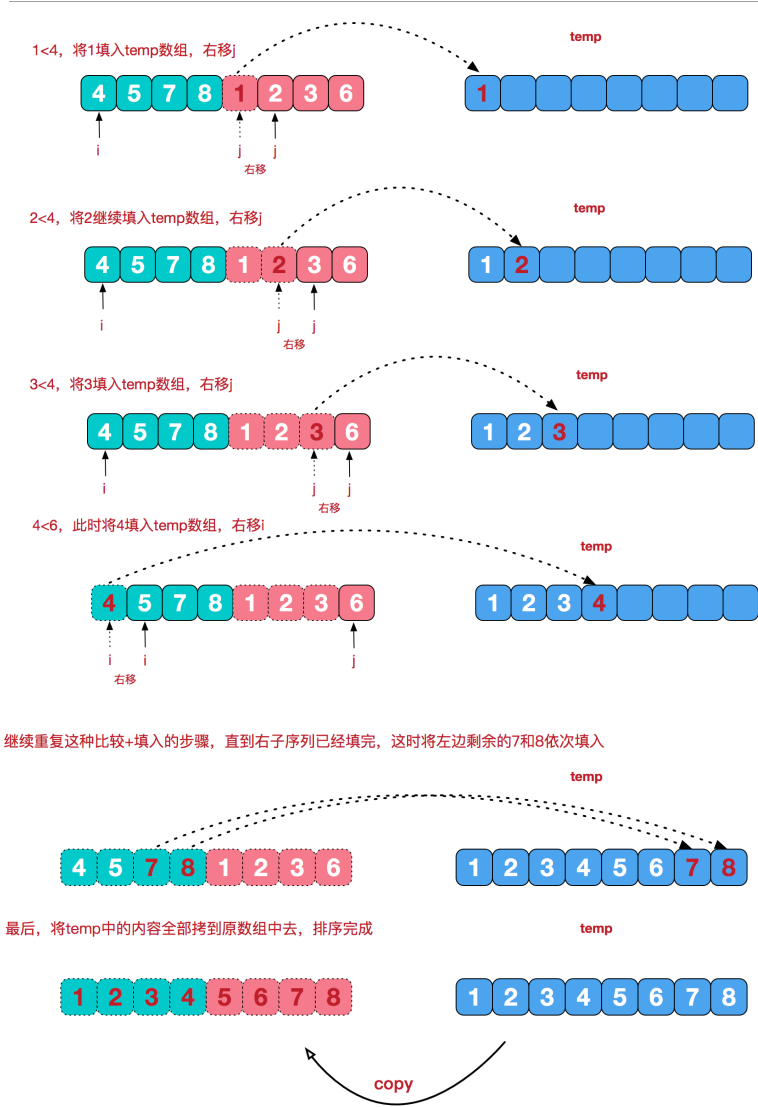 1<4，将1填入temp数组，右移j
temp
4 5 7 8 1 2 3 6
1
i j j
右移
2<4，将2继续填入temp数组，右移j
temp
4 5 7 8 1 2 3 6
1 2
i j j
右移
3<4，将3填入temp数组，右移j
temp
4 5 7 8 1 2 3 6
1 2 3
i j j
右移
4<6，此时将4填入temp数组，右移i
temp
4 5 7 8 1 2 3 6
1 2 3 4
i i j
右移
继续重复这种比较+填入的步骤，直到右子序列已经填完，这时将左边剩余的7和8依次填入
temp
4 5 7 8 1 2 3 6
1 2 3 4 5 6 7 8
最后，将temp中的内容全部拷到原数组中去，排序完成
temp
1 2 3 4 5 6 7 8
1 2 3 4 5 6 7 8
copy